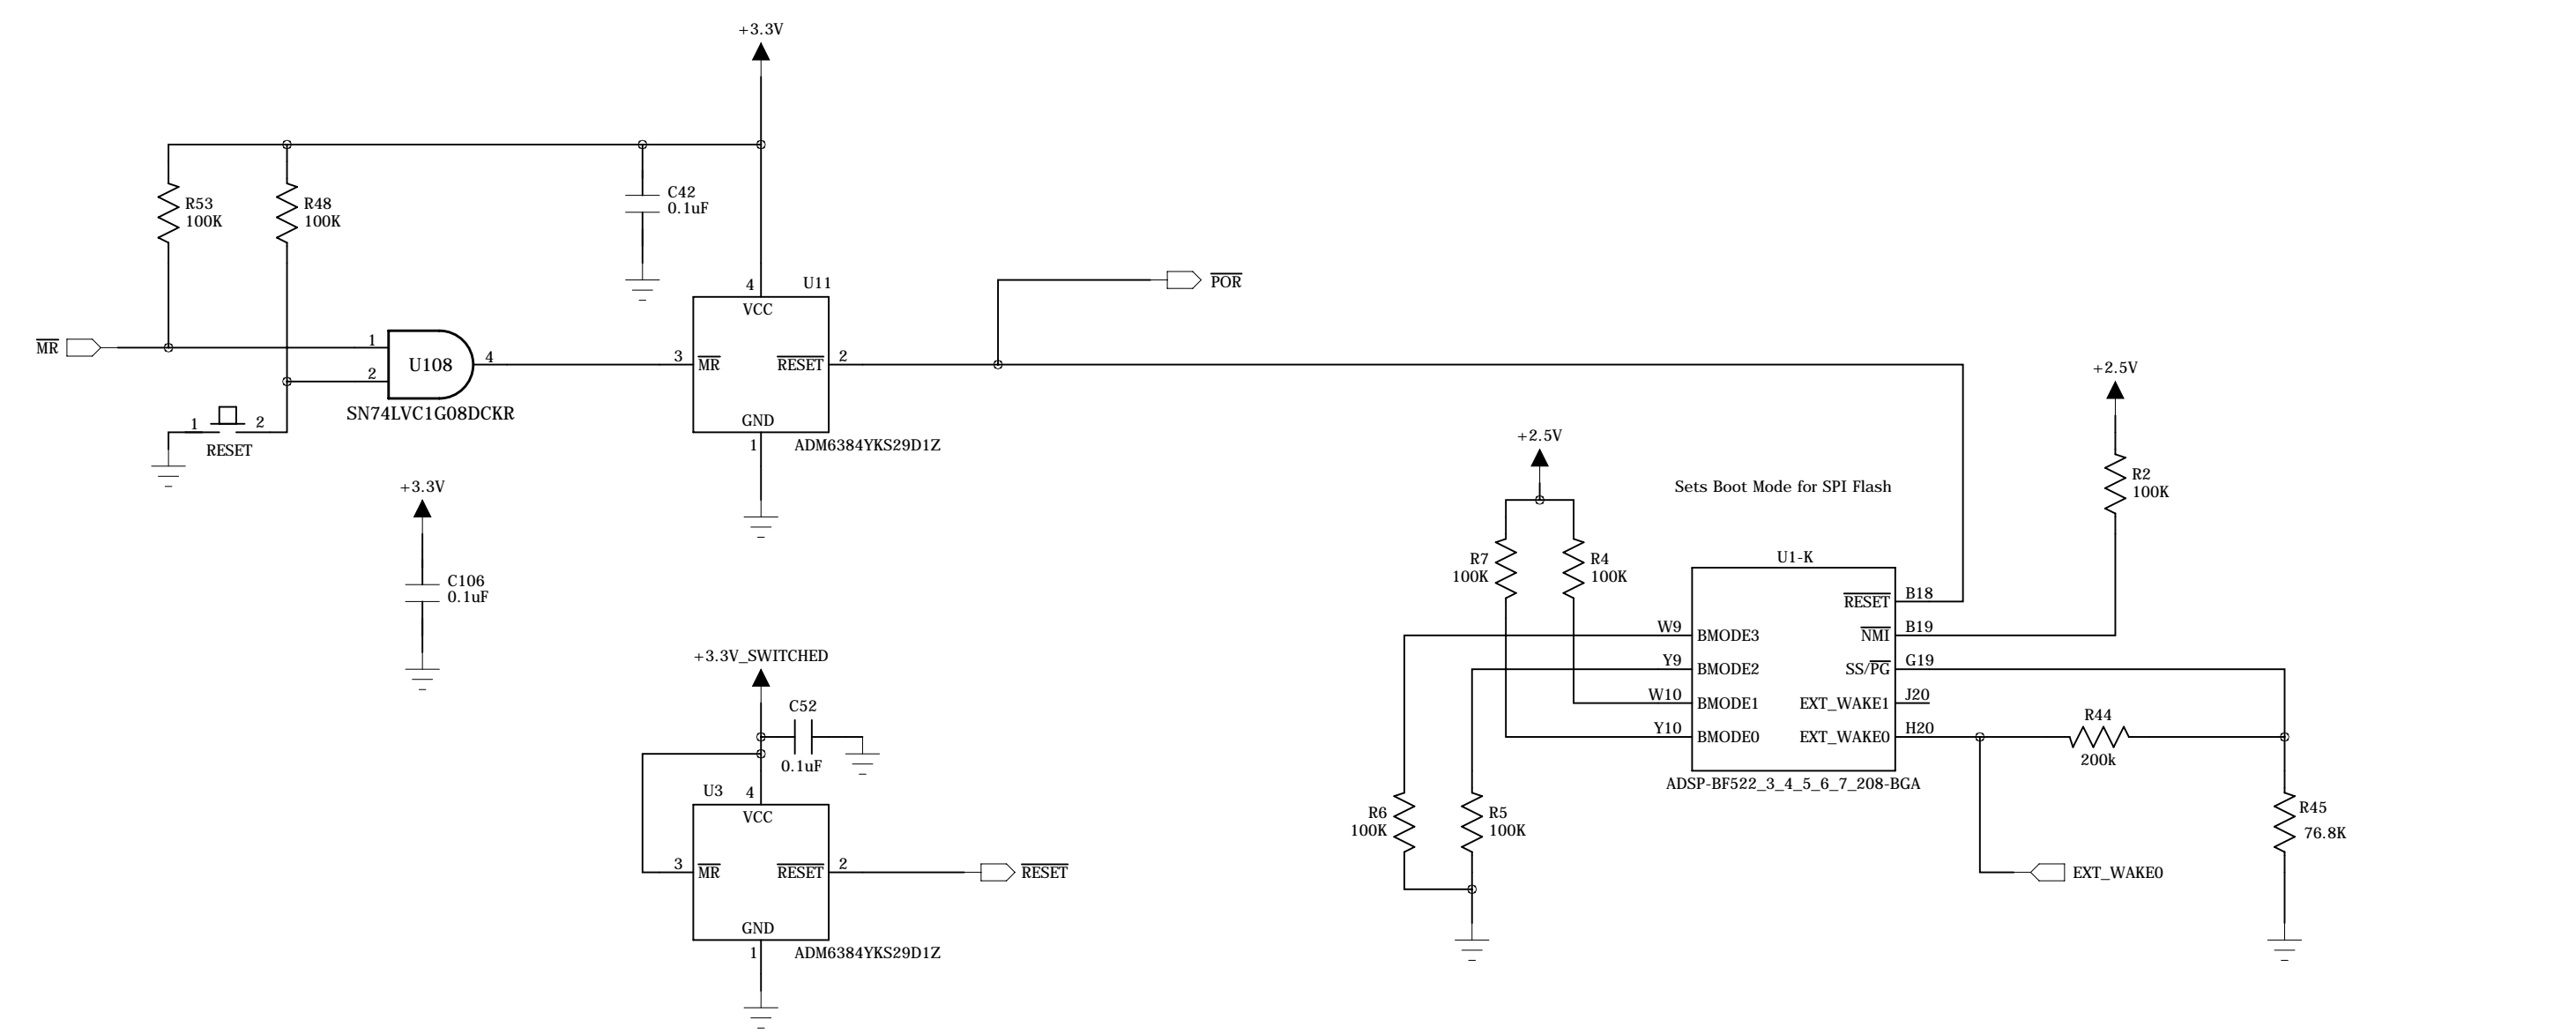 +3.3V
R53
100K
R48
100K
C42
0.1uF
4
U11
VCC
POR
MR
1
2
U108
4
SN74LVC1G08DCKR
3
MR
RESET
2
GND
1
ADM6384YKS29D1Z
1
2
RESET
+3.3V
C106
0.1uF
+3.3V_SWITCHED
C52
0.1uF
U3
4
VCC
3
MR
RESET
2
RESET
GND
1
ADM6384YKS29D1Z
+2.5V
R7
100K
R4
100K
Sets Boot Mode for SPI Flash
+2.5V
R2
100K
U1-K
RESET
B18
W9
BMODE3
NMI
B19
Y9
BMODE2
SS/PG
G19
W10
BMODE1
EXT_WAKE1
J20
Y10
BMODE0
EXT_WAKE0
H20
ADSP-BF522_3_4_5_6_7_208-BGA
R44
200k
R6
100K
R5
100K
R45
76.8K
EXT_WAKE0